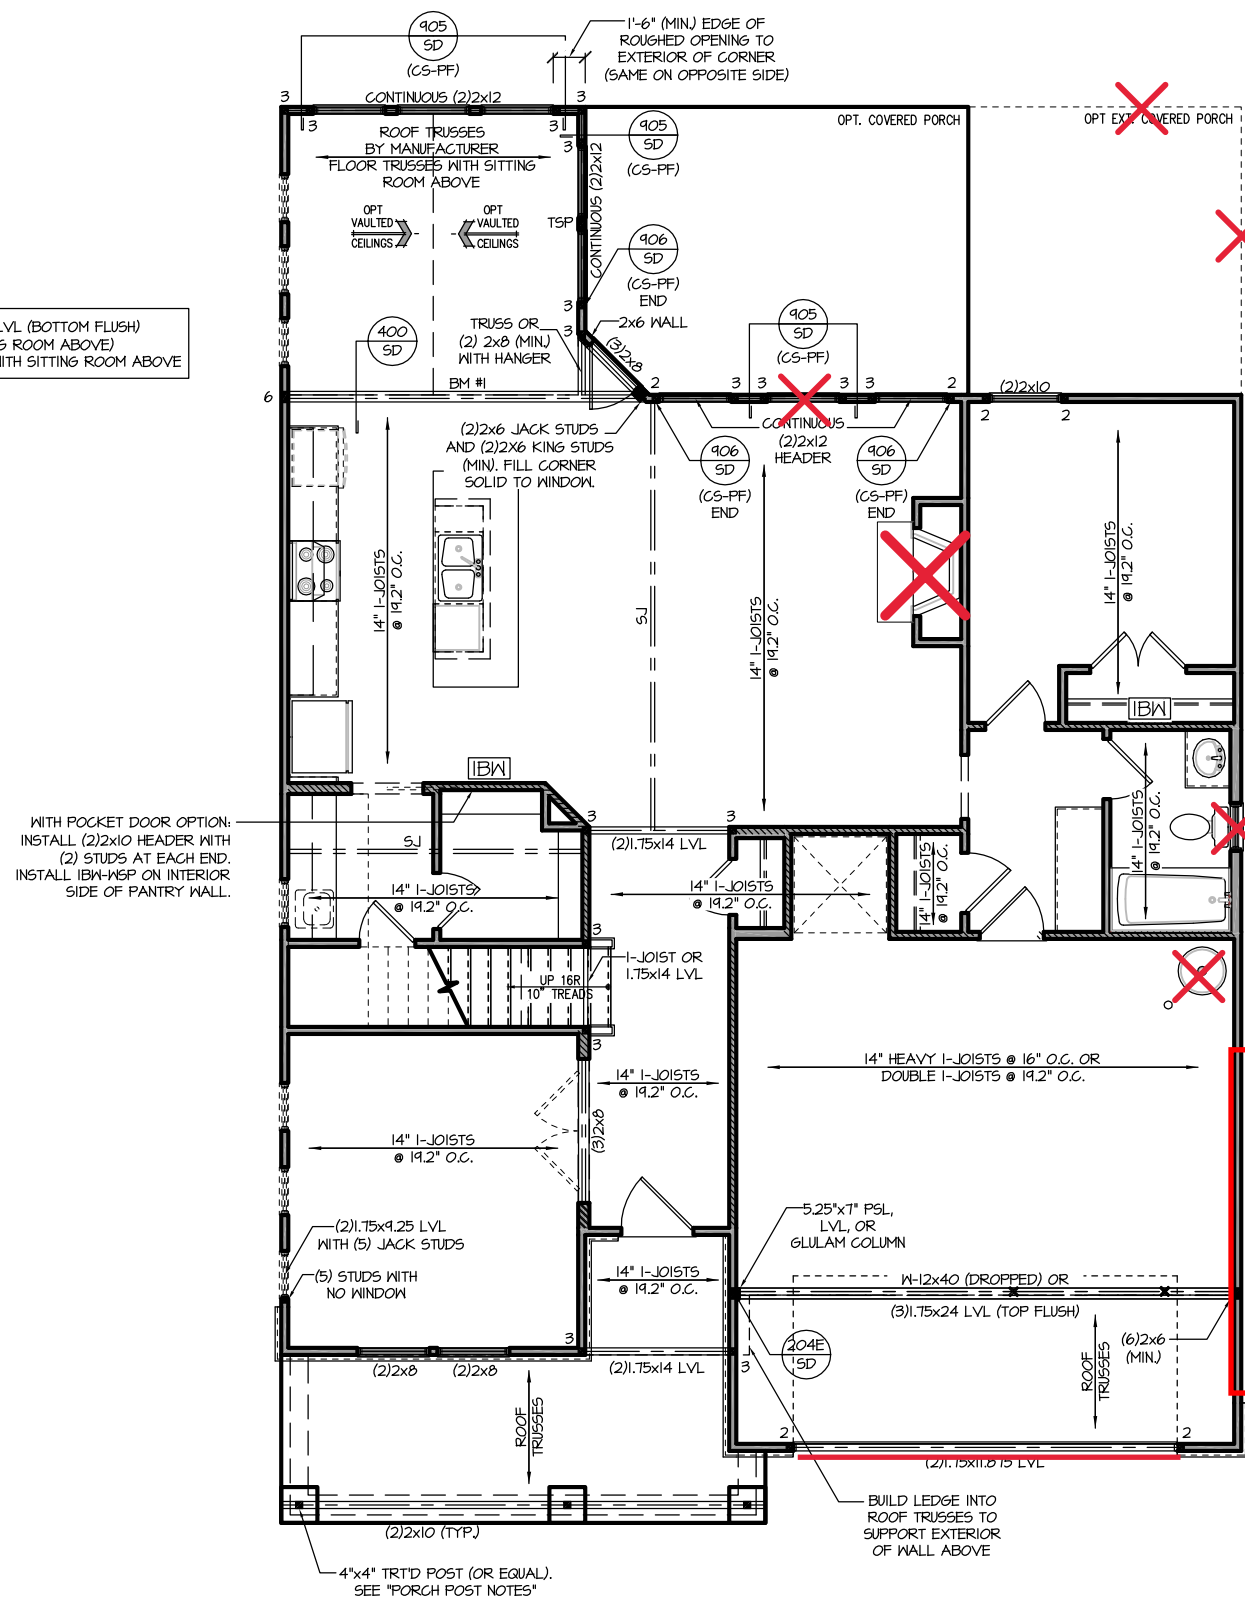 905
SD
(CS-PF)
1'-6" (MIN.) EDGE OF
ROUGHED OPENING TO
EXTERIOR OF CORNER
(SAME ON OPPOSITE SIDE)
3
CONTINUOUS (2)2x12
3
3
3
ROOF TRUSSES
BY MANUFACTURER
FLOOR TRUSSES WITH SITTING
ROOM ABOVE
3
905
SD
(CS-PF)
OPT. COVERED PORCH
OPT EXT. COVERED PORCH
CONTINUOUS (2)2x12
OPT
VAULTED
CEILINGS
OPT
VAULTED
CEILINGS
TSP
906
SD
(CS-PF)
END
3
3
2x6 WALL
(3)2x8
LVL (BOTTOM FLUSH)
G ROOM ABOVE)
WITH SITTING ROOM ABOVE
400
SD
TRUSS OR
(2) 2x8 (MIN.)
WITH HANGER
905
SD
(CS-PF)
6
BM #1
2
3
3
3
3
2
(2)2x10
2
2
(2)2x6 JACK STUDS
AND (2)2X6 KING STUDS
(MIN). FILL CORNER
SOLID TO WINDOW.
CONTINUOUS
(2)2x12
HEADER
906
SD
(CS-PF)
END
906
SD
(CS-PF)
END
14" I-JOISTS
@ 19.2" O.C.
SJ
14" I-JOISTS
@ 19.2" O.C.
14" I-JOISTS
@ 19.2" O.C.
IBW
IBW
WITH POCKET DOOR OPTION:
INSTALL (2)2x10 HEADER WITH
(2) STUDS AT EACH END.
INSTALL IBW-WSP ON INTERIOR
SIDE OF PANTRY WALL.
SJ
3
3
(2)1.75x14 LVL
14" I-JOISTS
@ 19.2" O.C.
14" I-JOISTS
@ 19.2" O.C.
14" I-JOISTS
@ 19.2" O.C.
14" I-JOISTS
@ 19.2" O.C.
3
I-JOIST OR
1.75x14 LVL
UP 16R
10" TREADS
3
14" HEAVY I-JOISTS @ 16" O.C. OR
DOUBLE I-JOISTS @ 19.2" O.C.
14" I-JOISTS
@ 19.2" O.C.
(3)2x8
14" I-JOISTS
@ 19.2" O.C.
5.25"x7" PSL,
LVL, OR
GLULAM COLUMN
(2)1.75x9.25 LVL
WITH (5) JACK STUDS
(5) STUDS WITH
NO WINDOW
14" I-JOISTS
@ 19.2" O.C.
W-12x40 (DROPPED) OR
(3)1.75x24 LVL (TOP FLUSH)
3
204E
SD
(6)2x6
(MIN.)
(2)2x8
(2)2x8
(2)1.75x14 LVL
3
ROOF
TRUSSES
ROOF
TRUSSES
2
2
(2)1.75x11.875 LVL
BUILD LEDGE INTO
ROOF TRUSSES TO
SUPPORT EXTERIOR
OF WALL ABOVE
(2)2x10 (TYP.)
4"x4" TRT'D POST (OR EQUAL).
SEE "PORCH POST NOTES"